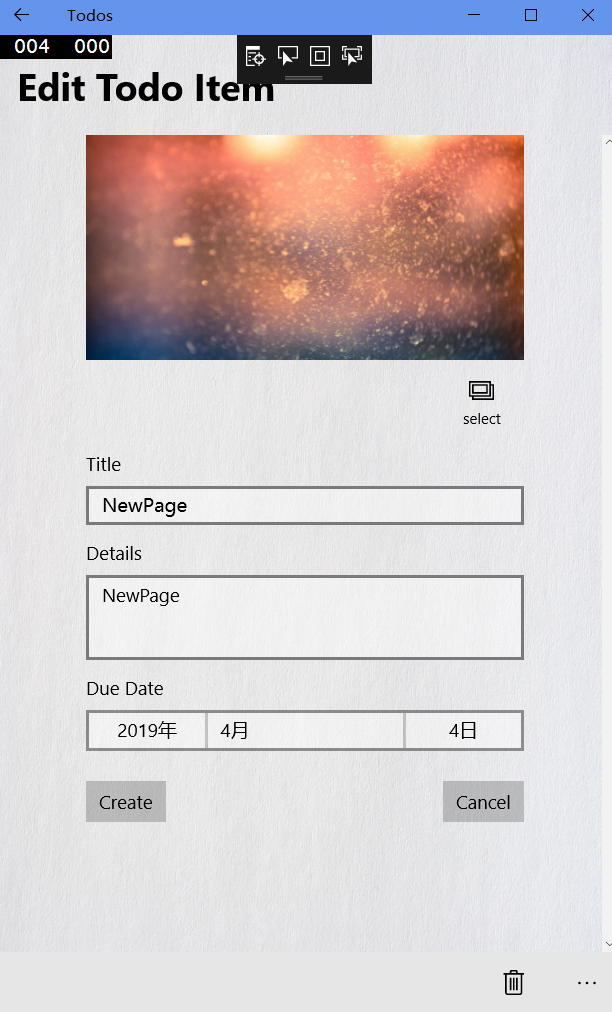 Todos
004 000
Edit Todo Item
select
Title
NewPage
Details
NewPage
Due Date
2019年 4月 4日
Create Cancel